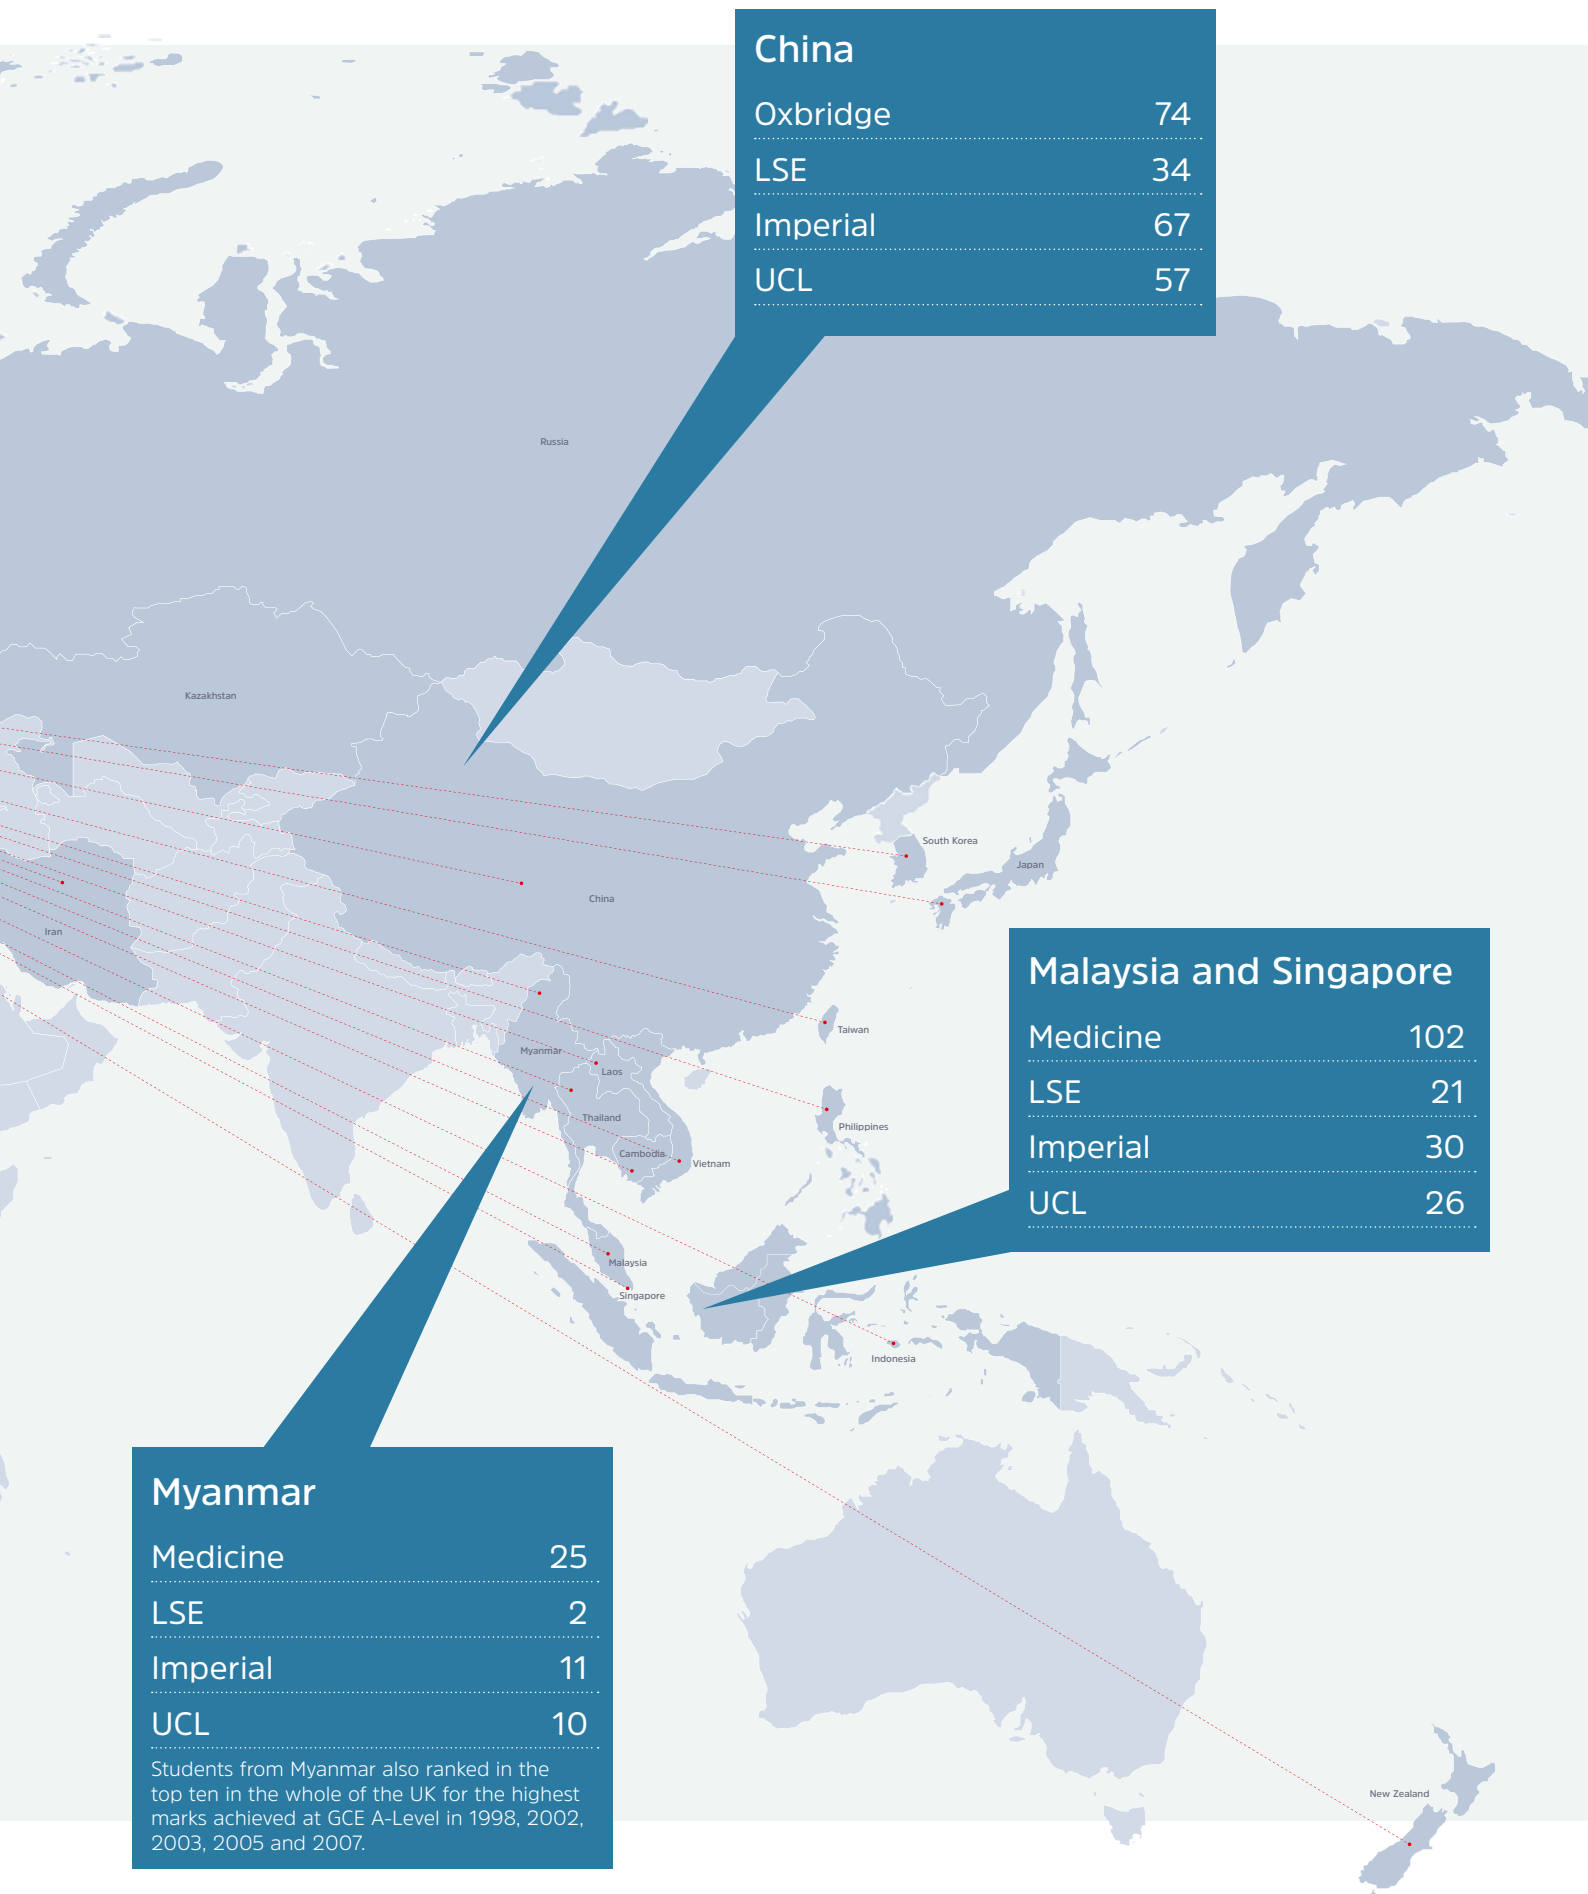 China
Oxbridge 74
LSE 34
Imperial 67
UCL 57
Russia
Kazakhstan
South Korea
Japan
China
Iran
Malaysia and Singapore
Medicine 102
LSE 21
Imperial 30
UCL 26
Taiwan
Myanmar
Laos
Thailand
Philippines
Cambodia
Vietnam
Malaysia
Singapore
Indonesia
Myanmar
Medicine 25
LSE 2
Imperial 11
UCL 10
Students from Myanmar also ranked in the
top ten in the whole of the UK for the highest
marks achieved at GCE A-Level in 1998, 2002,
2003, 2005 and 2007.
New Zealand